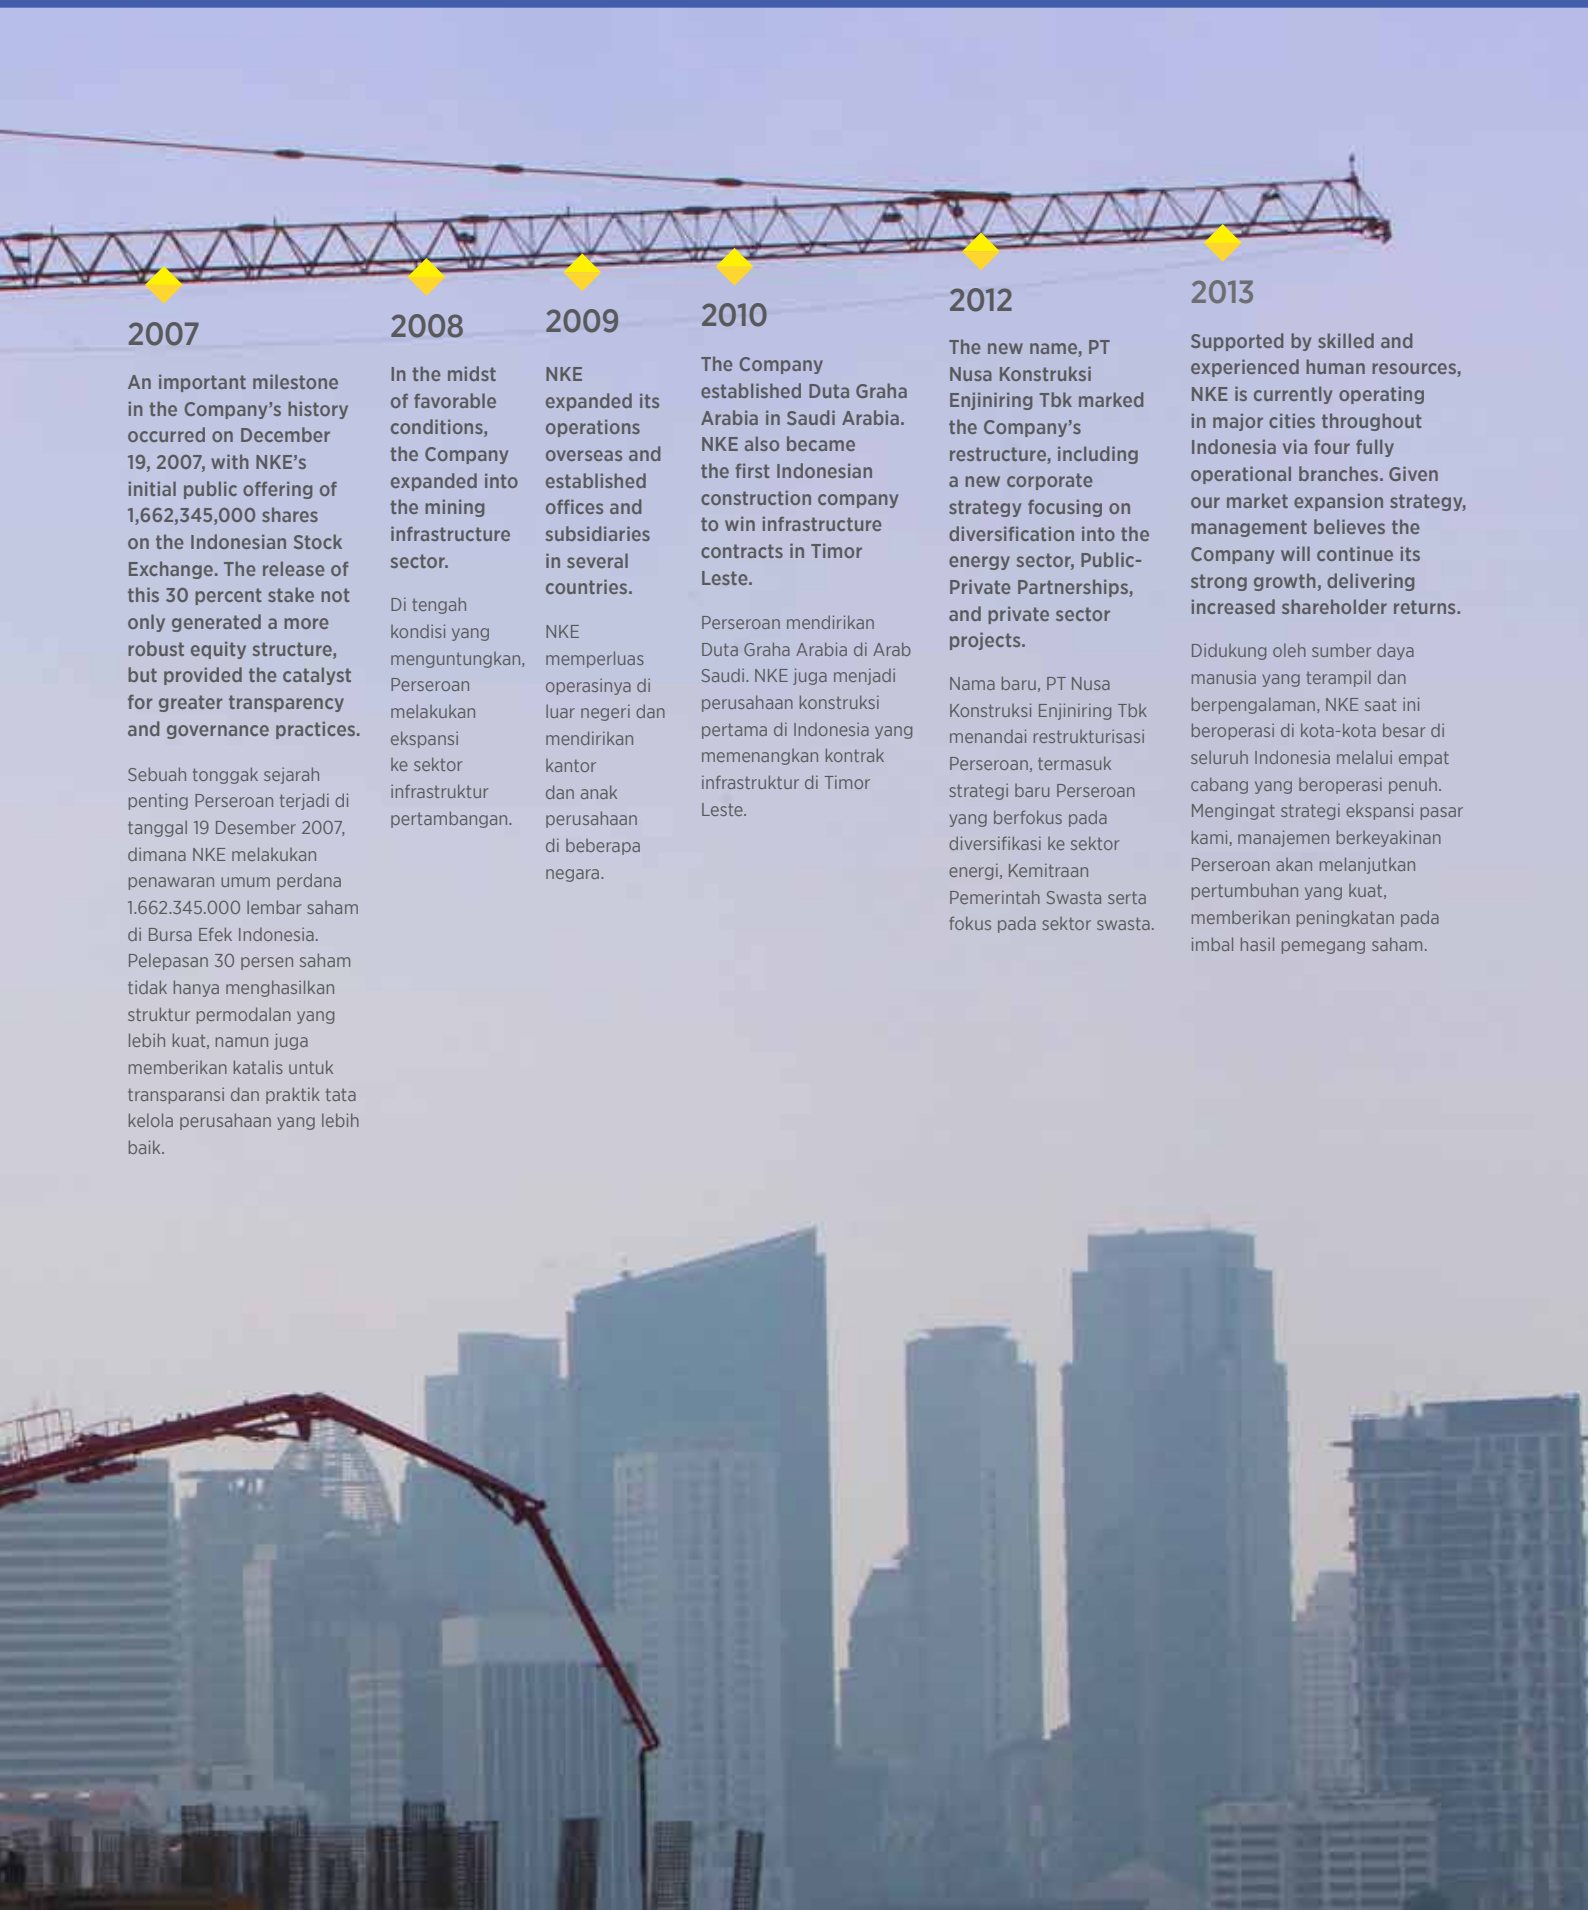 2007
An important milestone
in the Company's history
occurred on December
19, 2007, with NKE's
initial public offering of
1,662,345,000 shares
on the Indonesian Stock
Exchange. The release of
this 30 percent stake not
only generated a more
robust equity structure,
but provided the catalyst
for greater transparency
and governance practices.
Sebuah tonggak sejarah
penting Perseroan terjadi di
tanggal 19 Desember 2007,
dimana NKE melakukan
penawaran umum perdana
1.662.345.000 lembar saham
di Bursa Efek Indonesia.
Pelepasan 30 persen saham
tidak hanya menghasilkan
struktur permodalan yang
lebih kuat, namun juga
memberikan katalis untuk
transparansi dan praktik tata
kelola perusahaan yang lebih
baik.
2008
In the midst
of favorable
conditions,
the Company
expanded into
the mining
infrastructure
sector.
Di tengah
kondisi yang
menguntungkan,
Perseroan
melakukan
ekspansi
ke sektor
infrastruktur
pertambangan.
2009
NKE
expanded its
operations
overseas and
established
offices and
subsidiaries
in several
countries.
NKE
memperluas
operasinya di
luar negeri dan
mendirikan
kantor
dan anak
perusahaan
di beberapa
negara.
2010
The Company
established Duta Graha
Arabia in Saudi Arabia.
NKE also became
the first Indonesian
construction company
to win infrastructure
contracts in Timor
Leste.
Perseroan mendirikan
Duta Graha Arabia di Arab
Saudi. NKE juga menjadi
perusahaan konstruksi
pertama di Indonesia yang
memenangkan kontrak
infrastruktur di Timor
Leste.
2012
The new name, PT
Nusa Konstruksi
Enjiniring Tbk marked
the Company's
restructure, including
a new corporate
strategy focusing on
diversification into the
energy sector, Public-
Private Partnerships,
and private sector
projects.
Nama baru, PT Nusa
Konstruksi Enjiniring Tbk
menandai restrukturisasi
Perseroan, termasuk
strategi baru Perseroan
yang berfokus pada
diversifikasi ke sektor
energi, Kemitraan
Pemerintah Swasta serta
fokus pada sektor swasta.
2013
Supported by skilled and
experienced human resources,
NKE is currently operating
in major cities throughout
Indonesia via four fully
operational branches. Given
our market expansion strategy,
management believes the
Company will continue its
strong growth, delivering
increased shareholder returns.
Didukung oleh sumber daya
manusia yang terampil dan
berpengalaman, NKE saat ini
beroperasi di kota-kota besar di
seluruh Indonesia melalui empat
cabang yang beroperasi penuh.
Mengingat strategi ekspansi pasar
kami, manajemen berkeyakinan
Perseroan akan melanjutkan
pertumbuhan yang kuat,
memberikan peningkatan pada
imbal hasil pemegang saham.